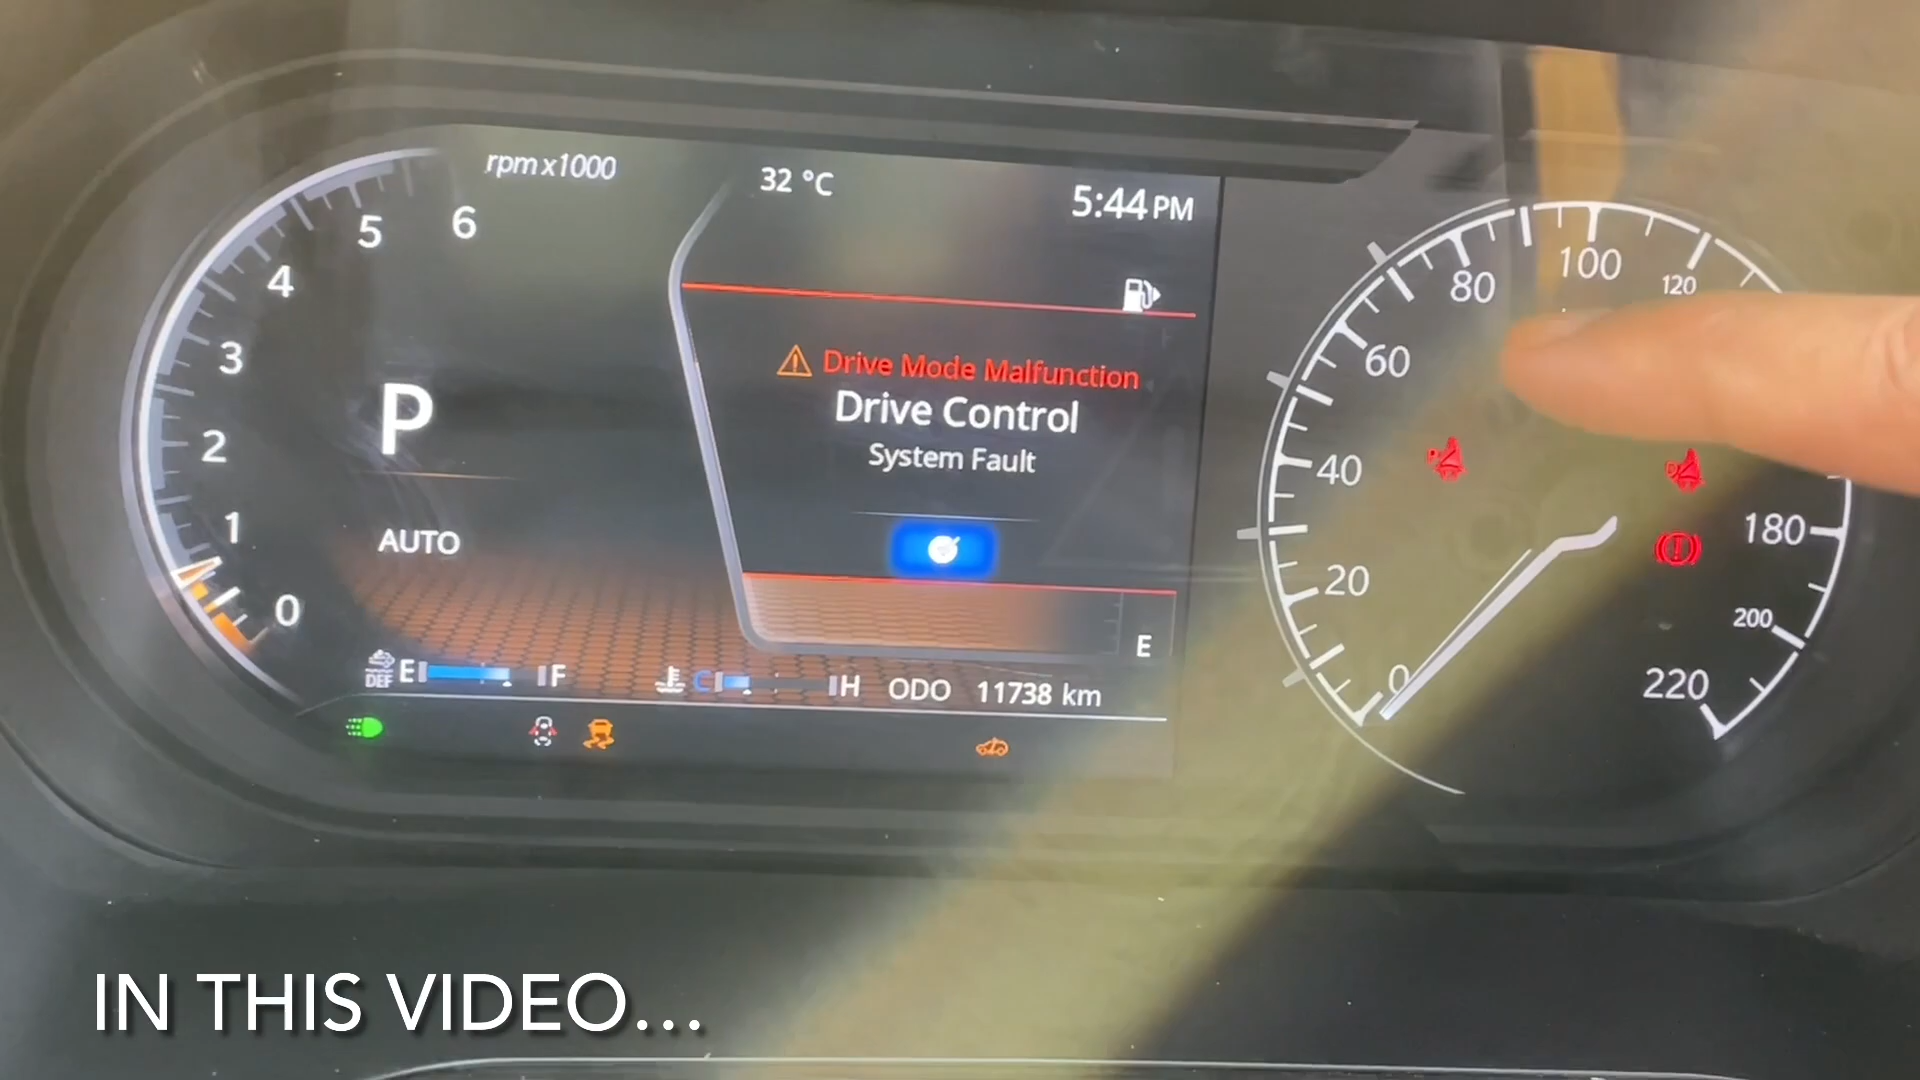 rpm x1000
32 °C
5:44 PM
6
5
4
3
2
1
0
P
AUTO
Drive Mode Malfunction
Drive Control
System Fault
E
DEF E F
C H
ODO 11738 km
0
20
40
60
80
100
120
180
200
220
IN THIS VIDEO...